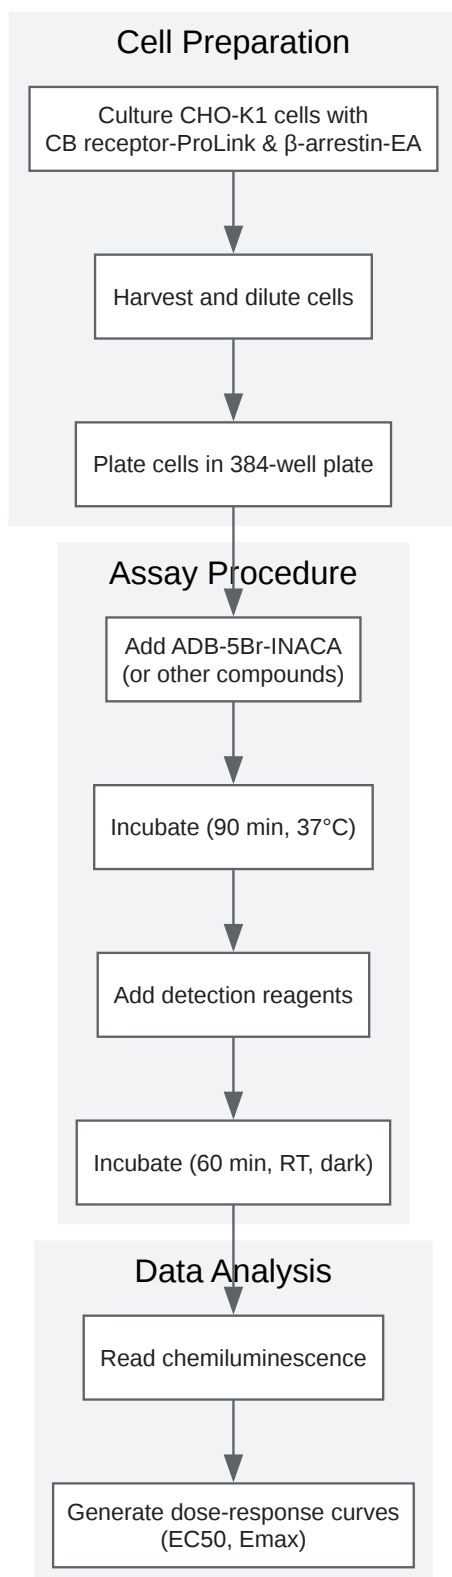 Cell Preparation
Culture CHO-K1 cells with
CB receptor-ProLink & β-arrestin-EA
Harvest and dilute cells
Plate cells in 384-well plate
Assay Procedure
Add ADB-5Br-INACA
(or other compounds)
Incubate (90 min, 37°C)
Add detection reagents
Incubate (60 min, RT, dark)
Data Analysis
Read chemiluminescence
Generate dose-response curves
(EC50, Emax)